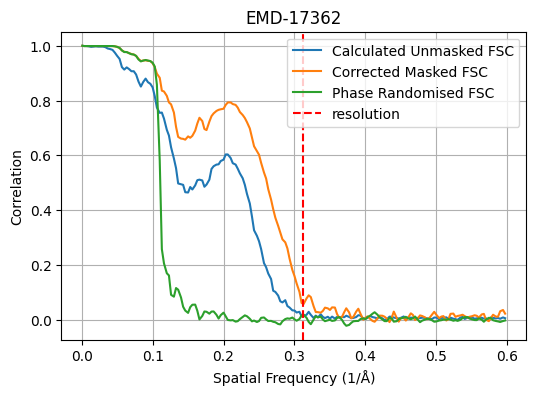 EMD-17362
Calculated Unmasked FSC
Corrected Masked FSC
Phase Randomised FSC
resolution
Correlation
1.0
0.8
0.6
0.4
0.2
0.0
0.0 0.1 0.2 0.3 0.4 0.5 0.6
Spatial Frequency (1/Å)